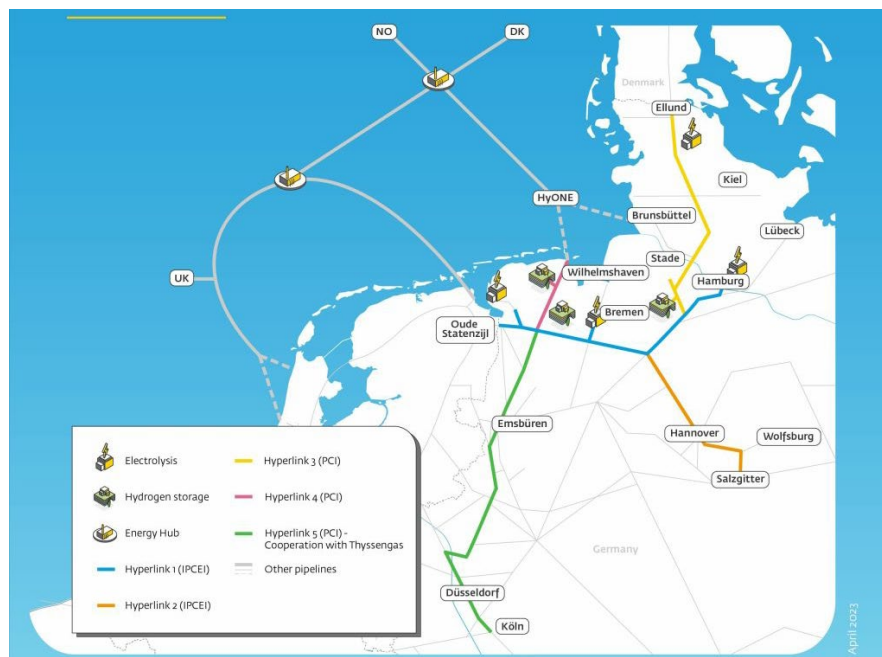 NO
DK
Denmark
Ellund
Kiel
HyONE
Brunsbüttel
Lübeck
Stade
UK
Wilhelmshaven
Hamburg
Bremen
Oude
Statenzijl
Emsbüren
Hannover
Wolfsburg
Salzgitter
Germany
Düsseldorf
Köln
Electrolysis
Hydrogen storage
Energy Hub
Hyperlink 1 (IPCEI)
Hyperlink 2 (IPCEI)
Hyperlink 3 (PCI)
Hyperlink 4 (PCI)
Hyperlink 5 (PCI) -
Cooperation with Thyssengas
Other pipelines
April 2023